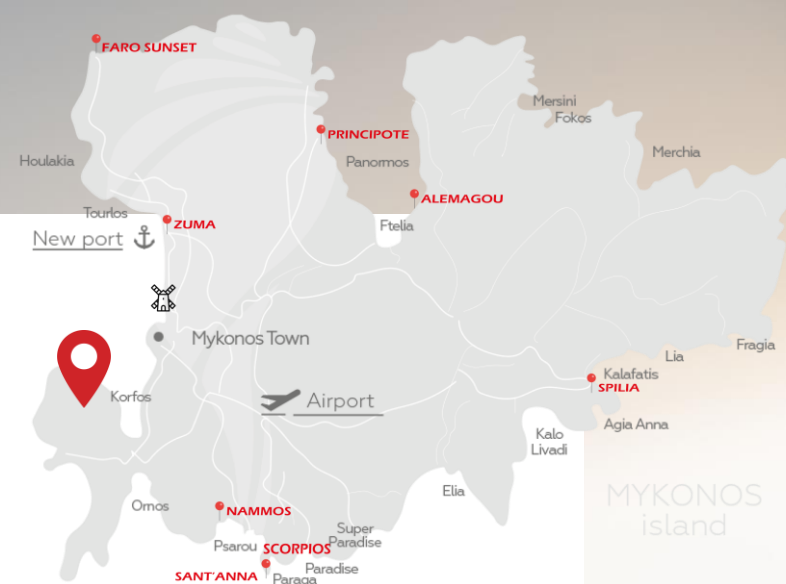 FARO SUNSET
Mersini
Fokos
PRINCIPOTE
Houlakia
Panormos
Merchia
ALEMAGOU
Tourlos
ZUMA
Ftelia
New port
Mykonos Town
Fragia
Lia
Kalafatis
SPILIA
Korfos
Airport
Agia Anna
Kalo
Livadi
Elia
MYKONOS
island
Ornos
NAMMOS
Super
Paradise
Psarou
SCORPIOS
Paradise
SANT'ANNA
Paraga